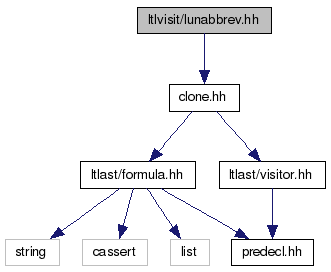 ltlvisit/lunabbrev.hh
clone.hh
ltlast/formula.hh
ltlast/visitor.hh
string
cassert
list
predecl.hh